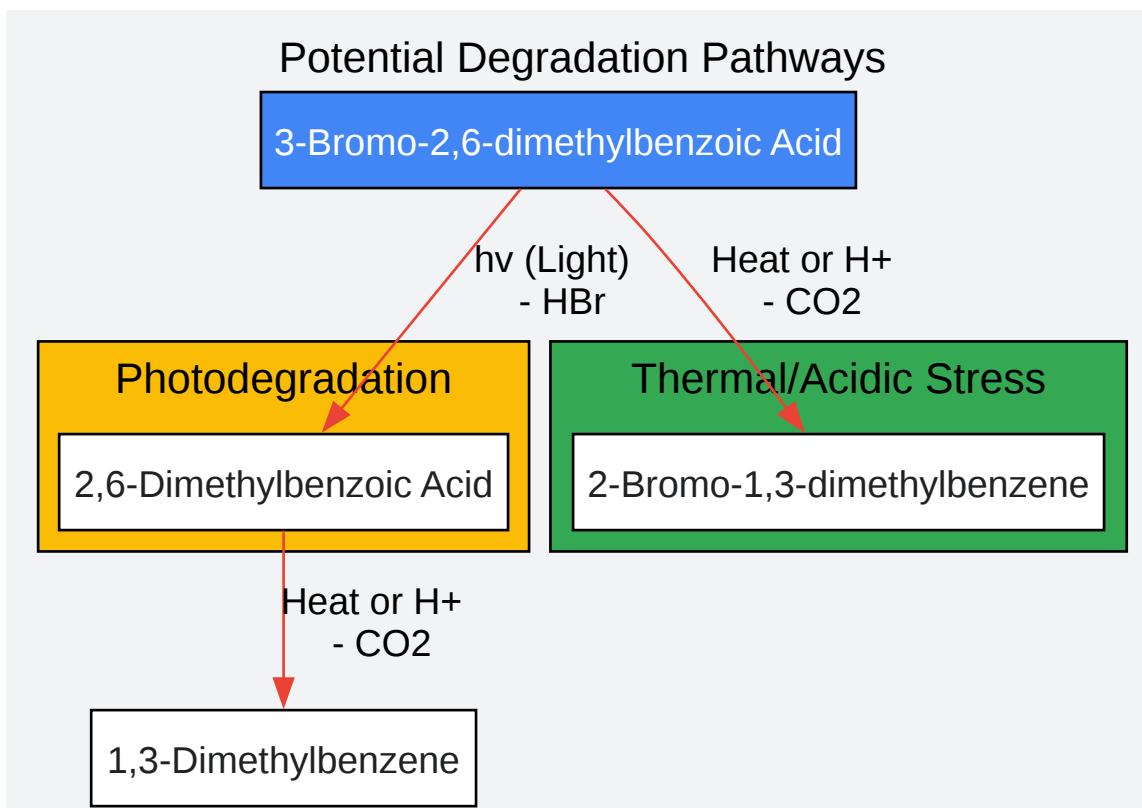 Potential Degradation Pathways
3-Bromo-2,6-dimethylbenzoic Acid
hv (Light)
- HBr
Heat or H+
- CO2
Photodegradation
Thermal/Acidic Stress
2,6-Dimethylbenzoic Acid
2-Bromo-1,3-dimethylbenzene
Heat or H+
- CO2
1,3-Dimethylbenzene